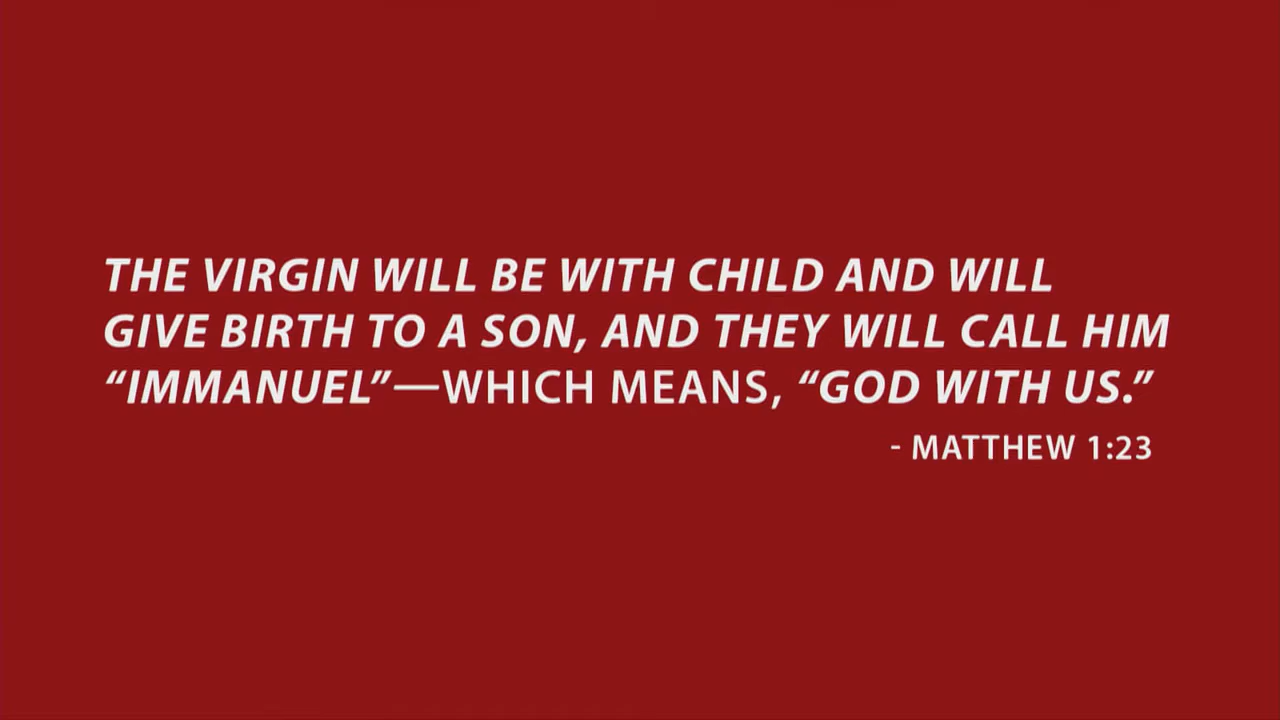 THE VIRGIN WILL BE WITH CHILD AND WILL
GIVE BIRTH TO A SON, AND THEY WILL CALL HIM
“IMMANUEL”—WHICH MEANS, “GOD WITH US.”
- MATTHEW 1:23